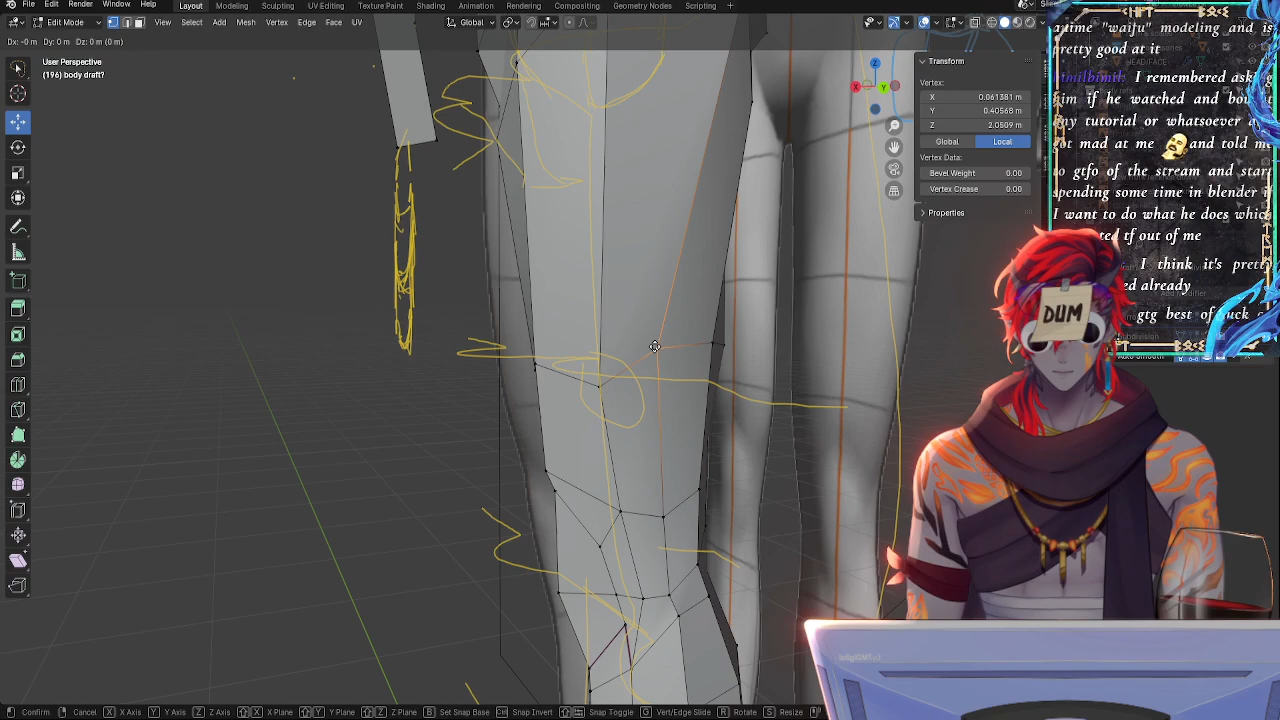 File Edit Render Window Help Layout Modeling Sculpting UV Editing Texture Paint Shading Animation Rendering Compositing Geometry Nodes Scripting +
Edit Mode View Select Add Mesh Vertex Edge Face UV Global
Dx: -0 m Dy: 0 m Dz: 0 m (0 m)
User Perspective
(196) body draft?
Transform
Vertex:
X 0.061381 m
Y 0.40568 m
Z 2.0509 m
Global Local
Vertex Data:
Bevel Weight 0.00
Vertex Crease 0.00
Properties
Z
X
Y
"waifu" modeling and is
pretty good at it
I remembered
if he watched and
my tutorial or whatsoever
got mad at me and told me
to gtfo of the stream and start
spending some time in blender
I want to do what he does which
tf out of me
I think it's
already
gtg best of luck
DUM
Confirm Cancel X X Axis Y Y Axis Z Z Axis X X Plane Y Y Plane Z Z Plane B Set Snap Base Ctrl Snap Invert Snap Toggle G Vert/Edge Slide R Rotate S Resize